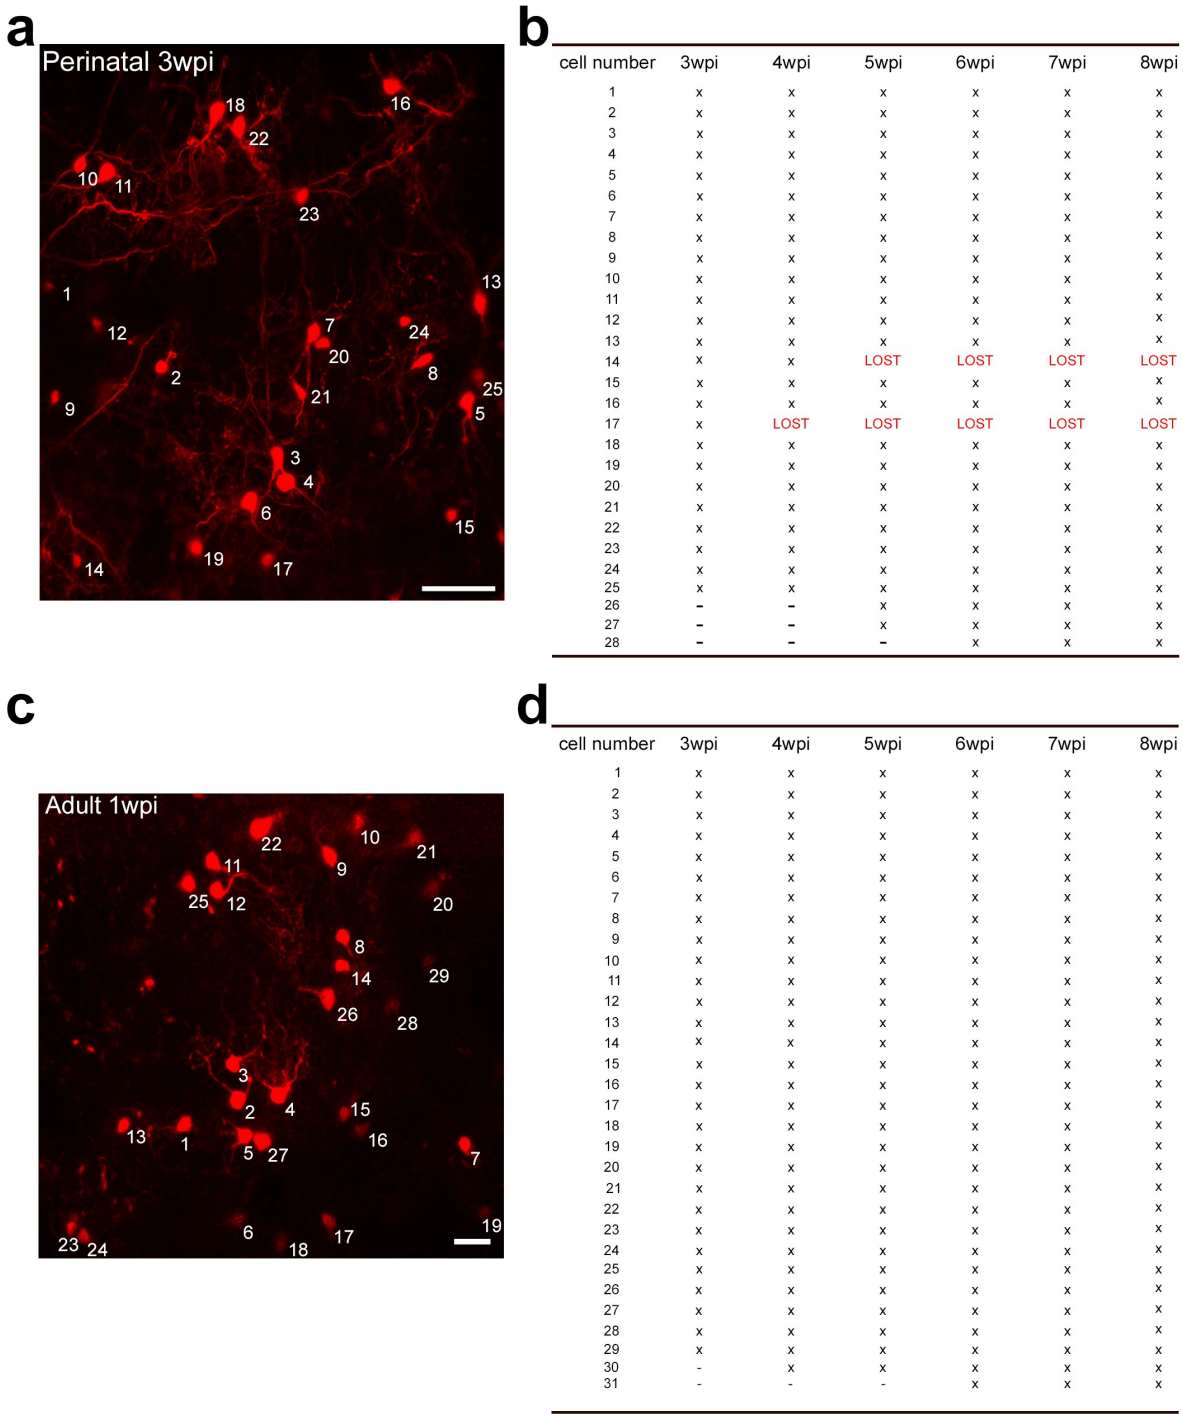 a
Perinatal 3wpi
18
16
22
10
11
23
1
13
12
7
24
20
2
8
25
21
9
5
3
4
6
15
19
17
14
b
cell number 3wpi 4wpi 5wpi 6wpi 7wpi 8wpi
1 x x x x x x
2 x x x x x x
3 x x x x x x
4 x x x x x x
5 x x x x x x
6 x x x x x x
7 x x x x x x
8 x x x x x x
9 x x x x x x
10 x x x x x x
11 x x x x x x
12 x x x x x x
13 x x x x x x
14 x x LOST LOST LOST LOST
15 x x x x x x
16 x x x x x x
17 x LOST LOST LOST LOST LOST
18 x x x x x x
19 x x x x x x
20 x x x x x x
21 x x x x x x
22 x x x x x x
23 x x x x x x
24 x x x x x x
25 x x x x x x
26 – – x x x x
27 – – x x x x
28 – – – x x x
c
Adult 1wpi
22
10
21
11
9
25
12
20
8
14
29
26
28
3
2
4
15
13
1
16
5
27
7
6
19
17
23
24
18
d
cell number 3wpi 4wpi 5wpi 6wpi 7wpi 8wpi
1 x x x x x x
2 x x x x x x
3 x x x x x x
4 x x x x x x
5 x x x x x x
6 x x x x x x
7 x x x x x x
8 x x x x x x
9 x x x x x x
10 x x x x x x
11 x x x x x x
12 x x x x x x
13 x x x x x x
14 x x x x x x
15 x x x x x x
16 x x x x x x
17 x x x x x x
18 x x x x x x
19 x x x x x x
20 x x x x x x
21 x x x x x x
22 x x x x x x
23 x x x x x x
24 x x x x x x
25 x x x x x x
26 x x x x x x
27 x x x x x x
28 x x x x x x
29 x x x x x x
30 - x x x x x
31 - - - x x x